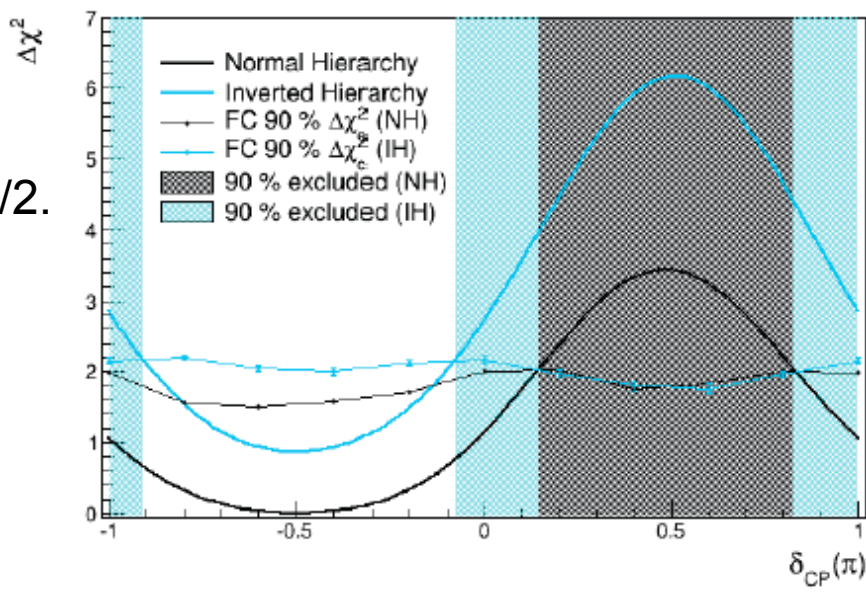 Δχ²
7
6
5
4
3
2
1
0
/2.
Normal Hierarchy
Inverted Hierarchy
FC 90 % Δχ²c (NH)
FC 90 % Δχ²c (IH)
90 % excluded (NH)
90 % excluded (IH)
-1 -0.5 0 0.5 1
δCP(π)